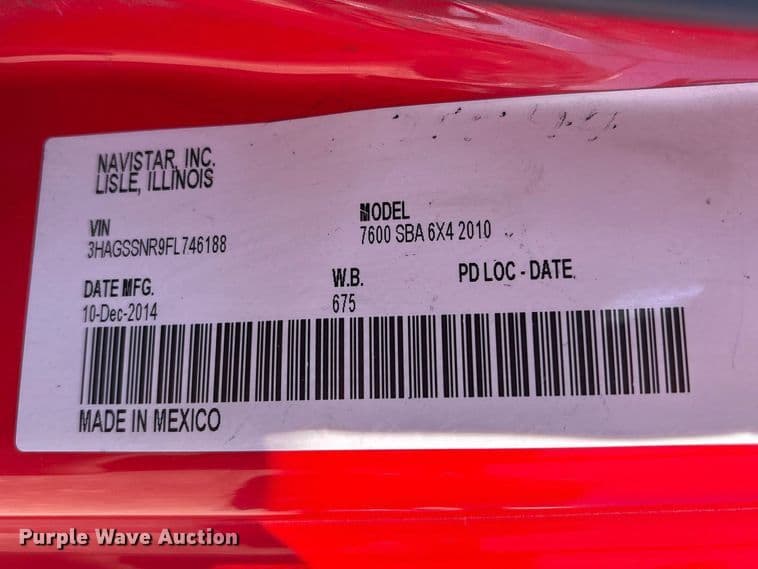 NAVISTAR, INC.
LISLE, ILLINOIS
VIN
3HAGSSNR9FL746188
MODEL
7600 SBA 6X4 2010
DATE MFG.
10-Dec-2014
W.B.
675
PD LOC - DATE
MADE IN MEXICO
Purple Wave Auction